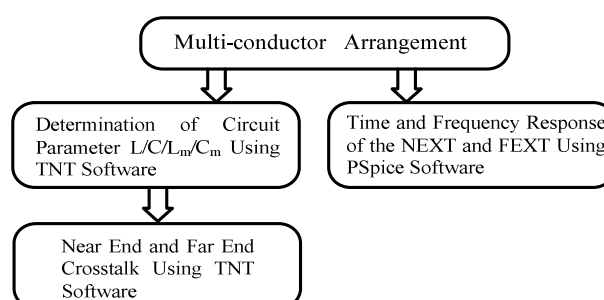 Multi-conductor Arrangement
Determination of Circuit
Parameter L/C/Lm/Cm Using
TNT Software
Time and Frequency Response
of the NEXT and FEXT Using
PSpice Software
Near End and Far End
Crosstalk Using TNT
Software